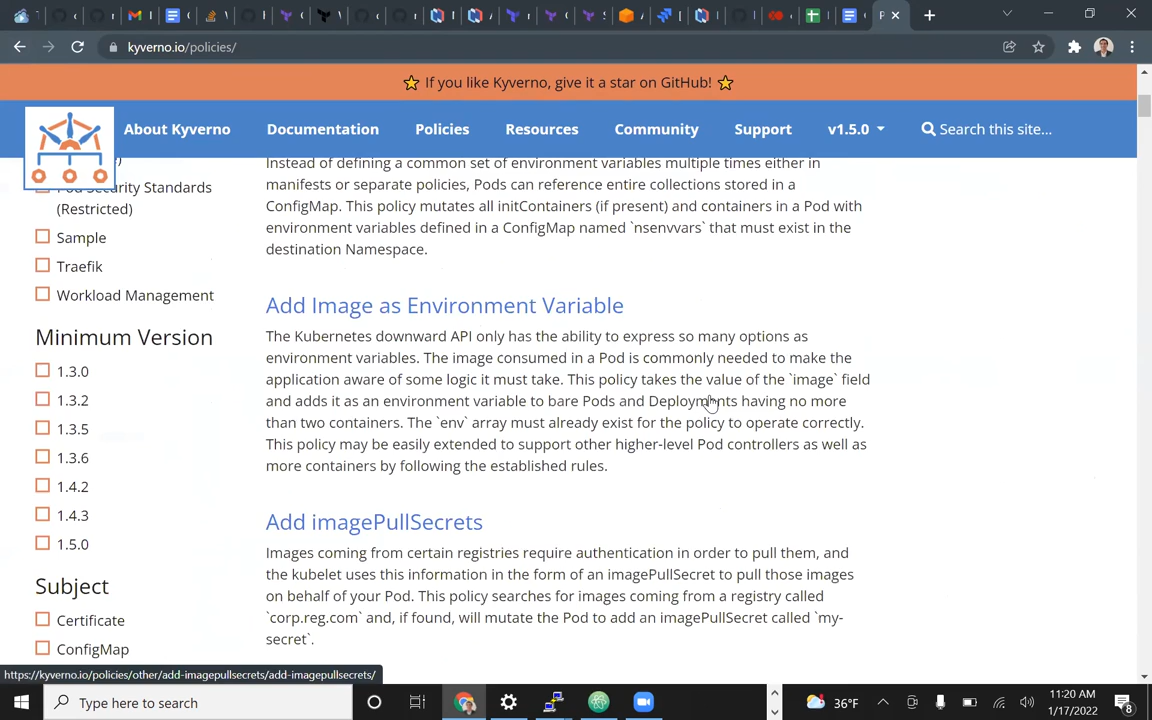 kyverno.io/policies/
If you like Kyverno, give it a star on GitHub!
About Kyverno
Documentation
Policies
Resources
Community
Support
v1.5.0
Search this site...
Pod Security Standards
(Restricted)
Sample
Traefik
Workload Management
Minimum Version
1.3.0
1.3.2
1.3.5
1.3.6
1.4.2
1.4.3
1.5.0
Subject
Certificate
ConfigMap
Instead of defining a common set of environment variables multiple times either in
manifests or separate policies, Pods can reference entire collections stored in a
ConfigMap. This policy mutates all initContainers (if present) and containers in a Pod with
environment variables defined in a ConfigMap named `nsenvvars` that must exist in the
destination Namespace.
Add Image as Environment Variable
The Kubernetes downward API only has the ability to express so many options as
environment variables. The image consumed in a Pod is commonly needed to make the
application aware of some logic it must take. This policy takes the value of the `image` field
and adds it as an environment variable to bare Pods and Deployments having no more
than two containers. The `env` array must already exist for the policy to operate correctly.
This policy may be easily extended to support other higher-level Pod controllers as well as
more containers by following the established rules.
Add imagePullSecrets
Images coming from certain registries require authentication in order to pull them, and
the kubelet uses this information in the form of an imagePullSecret to pull those images
on behalf of your Pod. This policy searches for images coming from a registry called
`corp.reg.com` and, if found, will mutate the Pod to add an imagePullSecret called `my-
secret`.
https://kyverno.io/policies/other/add-imagepullsecrets/add-imagepullsecrets/
Type here to search
36°F
11:20 AM
1/17/2022
8